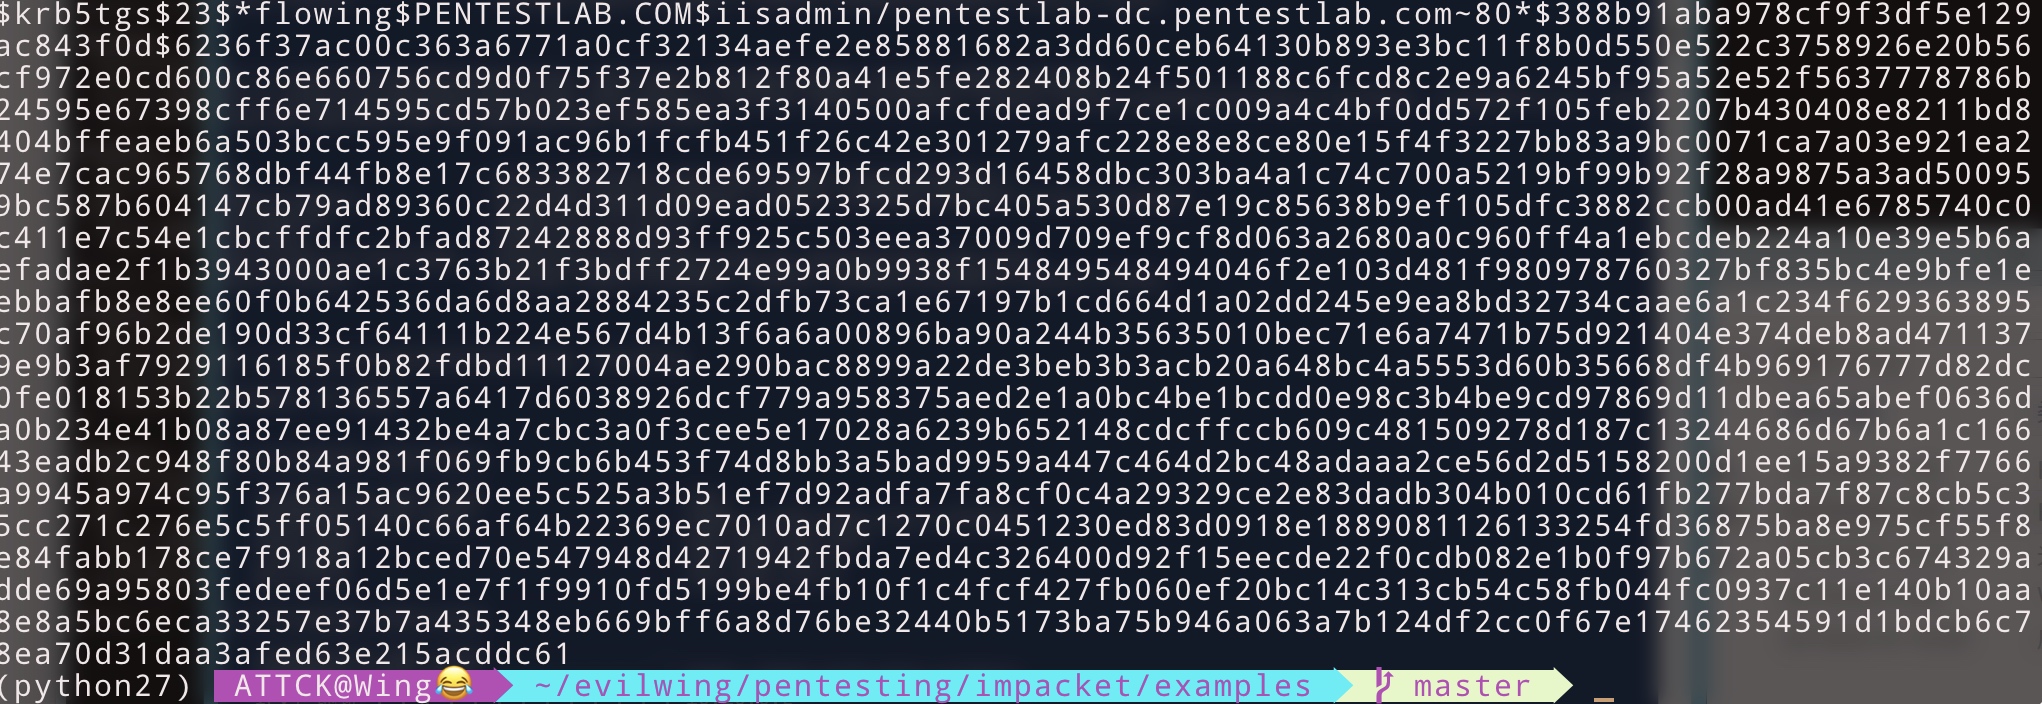 $krb5tgs$23$*flowing$PENTESTLAB.COM$iisadmin/pentestlab-dc.pentestlab.com~80*$388b91aba978cf9f3df5e129
ac843f0d$6236f37ac00c363a6771a0cf32134aefe2e85881682a3dd60ceb64130b893e3bc11f8b0d550e522c3758926e20b56
cf972e0cd600c86e660756cd9d0f75f37e2b812f80a41e5fe282408b24f501188c6fcd8c2e9a6245bf95a52e52f5637778786b
24595e67398cff6e714595cd57b023ef585ea3f3140500afcfdead9f7ce1c009a4c4bf0dd572f105feb2207b430408e8211bd8
404bffeaeb6a503bcc595e9f091ac96b1fcfb451f26c42e301279afc228e8e8ce80e15f4f3227bb83a9bc0071ca7a03e921ea2
74e7cac965768dbf44fb8e17c683382718cde69597bfcd293d16458dbc303ba4a1c74c700a5219bf99b92f28a9875a3ad50095
9bc587b604147cb79ad89360c22d4d311d09ead0523325d7bc405a530d87e19c85638b9ef105dfc3882ccb00ad41e6785740c0
c411e7c54e1cbcffdfc2bfad87242888d93ff925c503eea37009d709ef9cf8d063a2680a0c960ff4a1ebcdeb224a10e39e5b6a
efadae2f1b3943000ae1c3763b21f3bdff2724e99a0b9938f154849548494046f2e103d481f980978760327bf835bc4e9bfe1e
ebbafb8e8ee60f0b642536da6d8aa2884235c2dfb73ca1e67197b1cd664d1a02dd245e9ea8bd32734caae6a1c234f629363895
c70af96b2de190d33cf64111b224e567d4b13f6a6a00896ba90a244b35635010bec71e6a7471b75d921404e374deb8ad471137
9e9b3af7929116185f0b82fdbd11127004ae290bac8899a22de3beb3b3acb20a648bc4a5553d60b35668df4b969176777d82dc
0fe018153b22b578136557a6417d6038926dcf779a958375aed2e1a0bc4be1bcdd0e98c3b4be9cd97869d11dbea65abef0636d
a0b234e41b08a87ee91432be4a7cbc3a0f3cee5e17028a6239b652148cdcffccb609c481509278d187c13244686d67b6a1c166
43eadb2c948f80b84a981f069fb9cb6b453f74d8bb3a5bad9959a447c464d2bc48adaaa2ce56d2d5158200d1ee15a9382f7766
a9945a974c95f376a15ac9620ee5c525a3b51ef7d92adfa7fa8cf0c4a29329ce2e83dadb304b010cd61fb277bda7f87c8cb5c3
5cc271c276e5c5ff05140c66af64b22369ec7010ad7c1270c0451230ed83d0918e1889081126133254fd36875ba8e975cf55f8
e84fabb178ce7f918a12bced70e547948d4271942fbda7ed4c326400d92f15eecde22f0cdb082e1b0f97b672a05cb3c674329a
dde69a95803fedeef06d5e1e7f1f9910fd5199be4fb10f1c4fcf427fb060ef20bc14c313cb54c58fb044fc0937c11e140b10aa
8e8a5bc6eca33257e37b7a435348eb669bff6a8d76be32440b5173ba75b946a063a7b124df2cc0f67e17462354591d1bdcb6c7
8ea70d31daa3afed63e215acddc61
(python27) ATTCK@Wing😂 ~/evilwing/pentesting/impacket/examples master